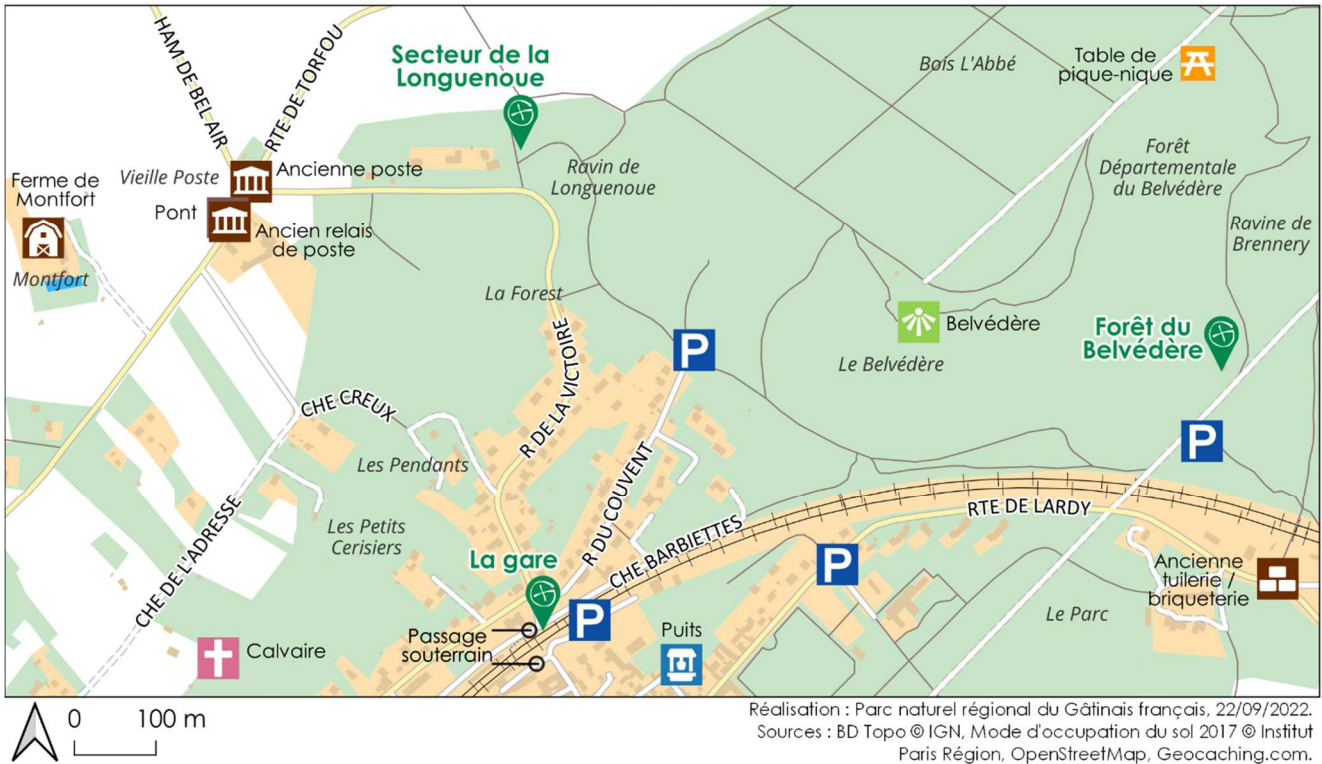 HAM-DE-BEL AIR
RTE-DE-TORFOU
Secteur de la
Longuenoue
Bois L'Abbé
Table de
pique-nique
Ferme de
Montfort
Vieille Poste
Ancienne poste
Ravin de
Longuenoue
Forêt
Départementale
du Belvédère
Pont
Ancien relais
de poste
Ravine de
Brennery
Montfort
La Forest
Belvédère
Forêt du
Belvédère
Le Belvédère
P
R DE LA VICTOIRE
CHE CREUX
R DU COUVENT
P
Les Pendants
Les Petits
Cerisiers
CHE-DE-L'ADRESSE
CHE BARBIETTES
RTE DE LARDY
La gare
P
Ancienne
tuilerie /
briqueterie
Le Parc
P
Passage
souterrain
Puits
Calvaire
0 100 m
Réalisation : Parc naturel régional du Gâtinais français, 22/09/2022.
Sources : BD Topo © IGN, Mode d'occupation du sol 2017 © Institut
Paris Région, OpenStreetMap, Geocaching.com.